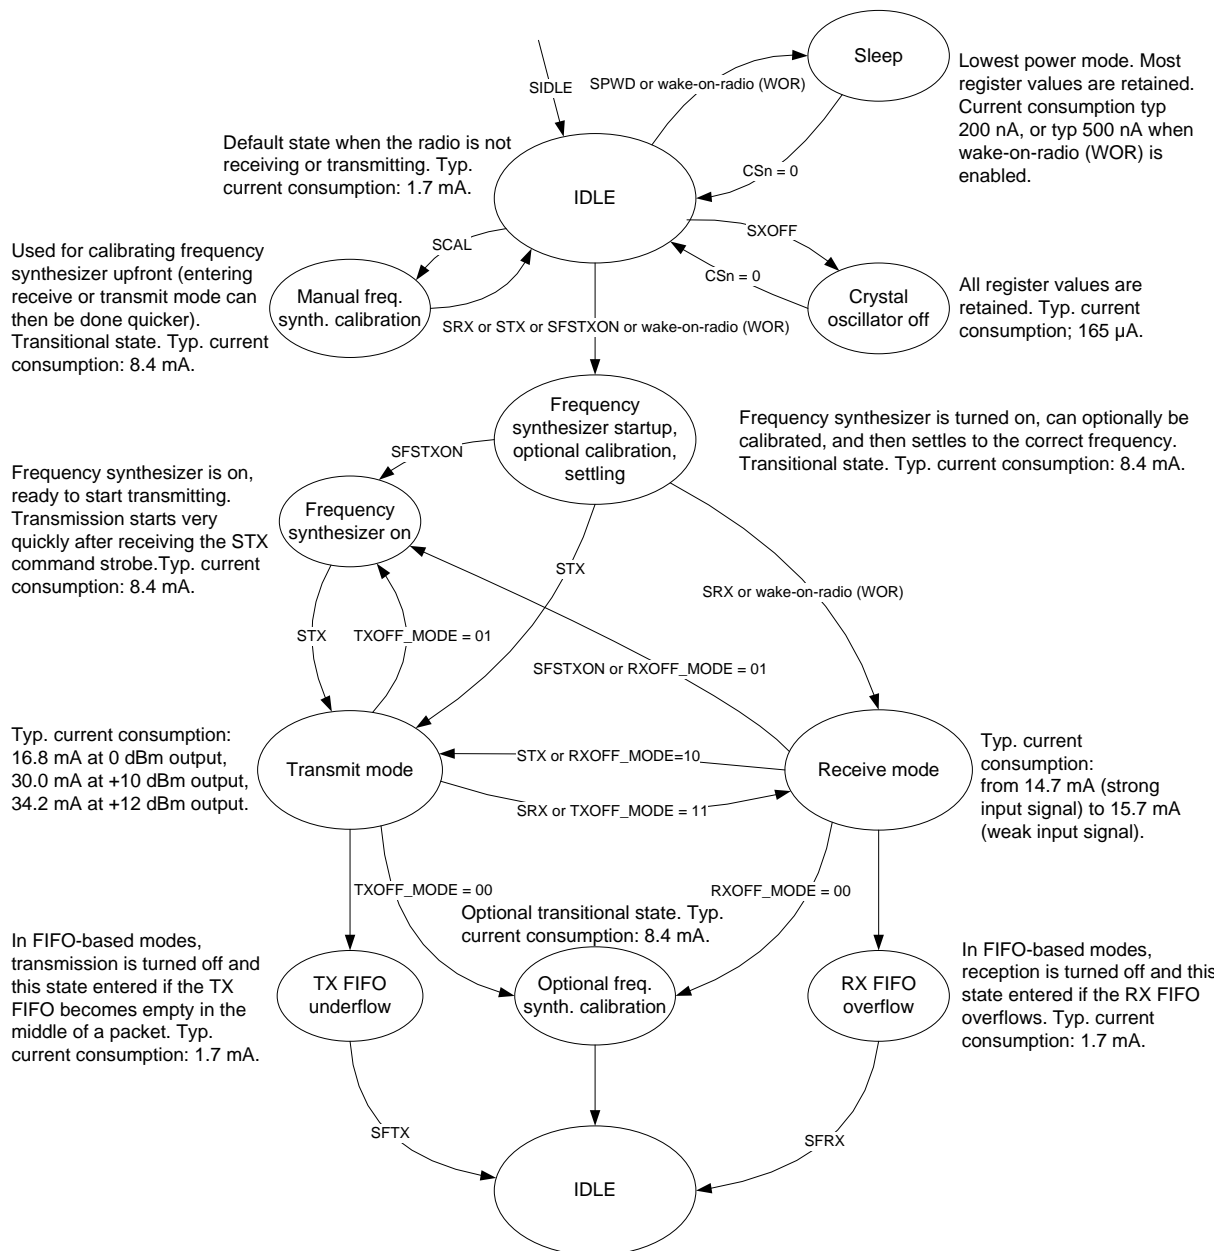 Sleep
Lowest power mode. Most
register values are retained.
Current consumption typ
200 nA, or typ 500 nA when
wake-on-radio (WOR) is
enabled.
SIDLE
SPWD or wake-on-radio (WOR)
Default state when the radio is not
receiving or transmitting. Typ.
current consumption: 1.7 mA.
CSn = 0
IDLE
SXOFF
SCAL
CSn = 0
Used for calibrating frequency
synthesizer upfront (entering
receive or transmit mode can
then be done quicker).
Transitional state. Typ. current
consumption: 8.4 mA.
Manual freq.
synth. calibration
Crystal
oscillator off
All register values are
retained. Typ. current
consumption; 165 µA.
SRX or STX or SFSTXON or wake-on-radio (WOR)
Frequency
synthesizer startup,
optional calibration,
settling
Frequency synthesizer is turned on, can optionally be
calibrated, and then settles to the correct frequency.
Transitional state. Typ. current consumption: 8.4 mA.
SFSTXON
Frequency synthesizer is on,
ready to start transmitting.
Transmission starts very
quickly after receiving the STX
command strobe.Typ. current
consumption: 8.4 mA.
Frequency
synthesizer on
STX
SRX or wake-on-radio (WOR)
STX
TXOFF_MODE = 01
SFSTXON or RXOFF_MODE = 01
Typ. current consumption:
16.8 mA at 0 dBm output,
30.0 mA at +10 dBm output,
34.2 mA at +12 dBm output.
Transmit mode
STX or RXOFF_MODE=10
SRX or TXOFF_MODE = 11
Receive mode
Typ. current
consumption:
from 14.7 mA (strong
input signal) to 15.7 mA
(weak input signal).
TXOFF_MODE = 00
RXOFF_MODE = 00
Optional transitional state. Typ.
current consumption: 8.4 mA.
In FIFO-based modes,
transmission is turned off and
this state entered if the TX
FIFO becomes empty in the
middle of a packet. Typ.
current consumption: 1.7 mA.
TX FIFO
underflow
Optional freq.
synth. calibration
RX FIFO
overflow
In FIFO-based modes,
reception is turned off and this
state entered if the RX FIFO
overflows. Typ. current
consumption: 1.7 mA.
SFTX
SFRX
IDLE